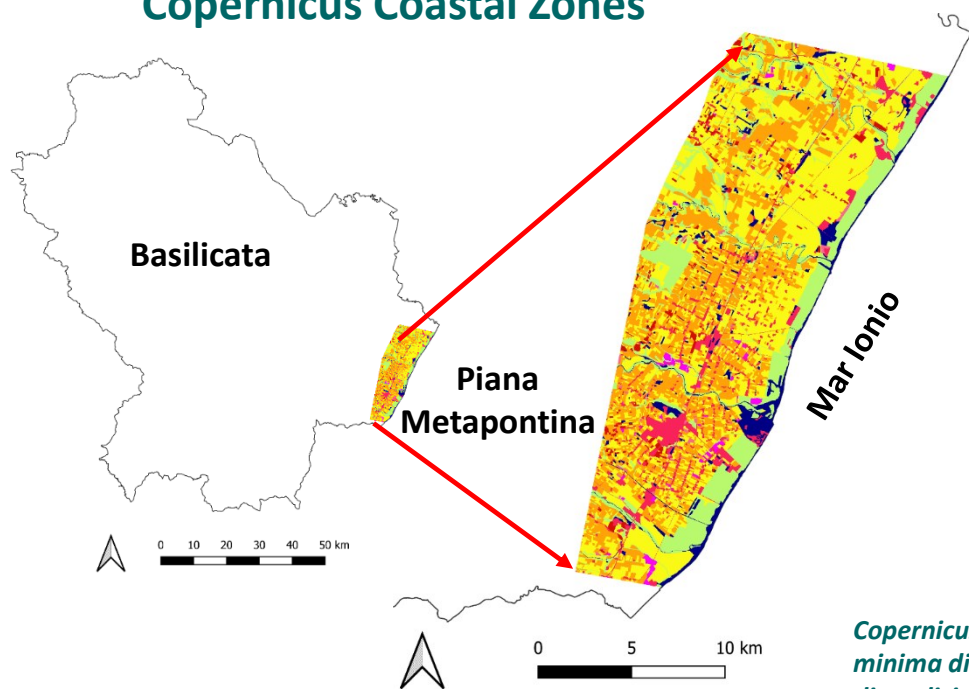 Copernicus Coastal Zones
Basilicata
Piana
Metapontina
Mar Ionio
0 10 20 30 40 50 km
0 5 10 km
Copernicu
minima di